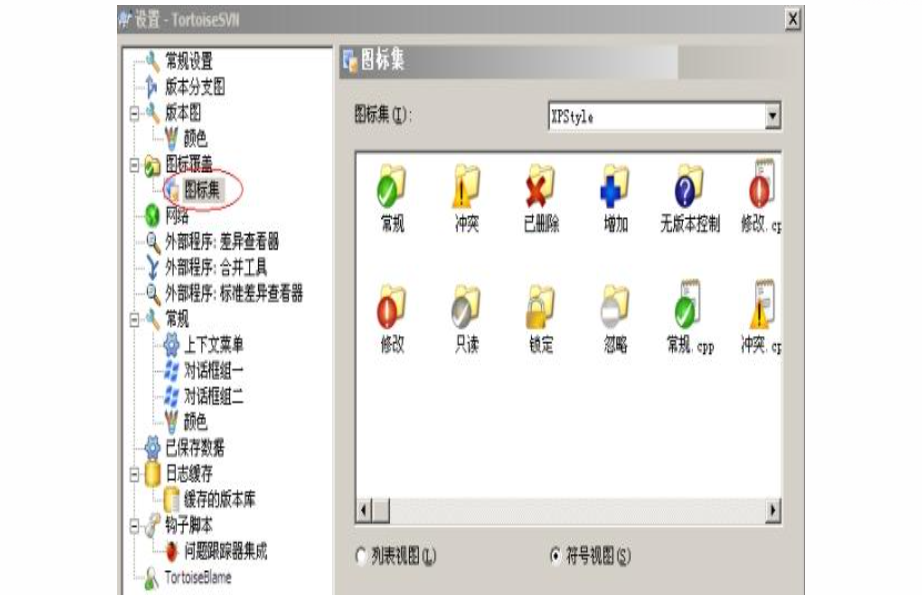 设置 - TortoiseSVN
常规设置
版本分支图
版本图
颜色
图标覆盖
图标集
网络
外部程序: 差异查看器
外部程序: 合并工具
外部程序: 标准差异查看器
常规
上下文菜单
对话框组一
对话框组二
颜色
已保存数据
日志缓存
缓存的版本库
钩子脚本
问题跟踪器集成
TortoiseBlame
图标集
图标集(I):
XPStyle
常规 冲突 已删除 增加 无版本控制 修改.cp
修改 只读 锁定 忽略 常规.cpp 冲突.cp
列表视图(L) 符号视图(S)